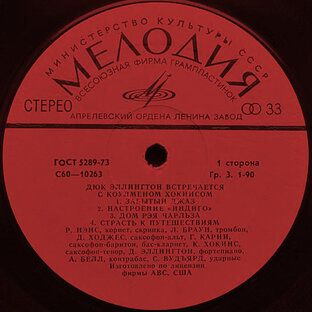 МИНИСТЕРСТВО КУЛЬТУРЫ СССР
МЕЛОДИЯ
ВСЕСОЮЗНАЯ ФИРМА ГРАМПЛАСТИНОК
СТЕРЕО
33
АПРЕЛЕВСКИЙ ОРДЕНА ЛЕНИНА ЗАВОД
ГОСТ 5289-73
1 сторона
С60—10263
Гр. 3. 1-90
ДЮК ЭЛЛИНГТОН ВСТРЕЧАЕТСЯ
С КОУЛМЕНОМ ХОКИНСОМ
1. ЗАБЫТЫЙ ДЖАЗ
2. НАСТРОЕНИЕ «ИНДИГО»
3. ДОМ РЭЯ ЧАРЛЬЗА
4. СТРАСТЬ К ПУТЕШЕСТВИЯМ
Р. НЭНС, корнет, скрипка, Л. БРАУН, тромбон,
Д. ХОДЖЕС, саксофон-альт, Г. КАРНИ,
саксофон-баритон, бас-кларнет, К. ХОКИНС,
саксофон-тенор, Д. ЭЛЛИНГТОН, фортепиано,
А. БЕЛЛ, контрабас, С. ВУДЬЯРД, ударные
Изготовлено по лицензии
фирмы АВС, США